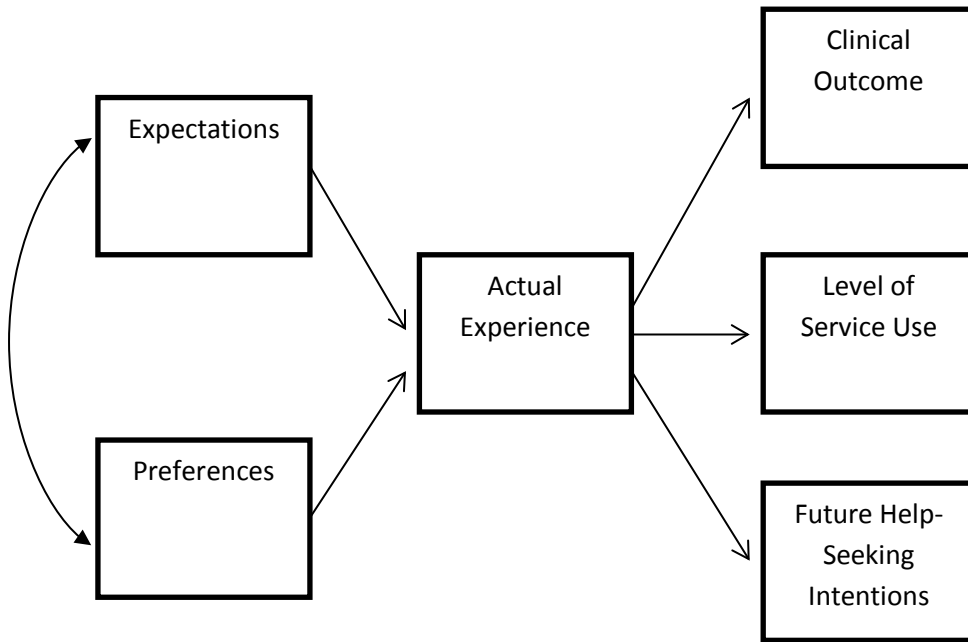 Clinical
Outcome
Expectations
Actual
Experience
Level of
Service Use
Preferences
Future Help-
Seeking
Intentions